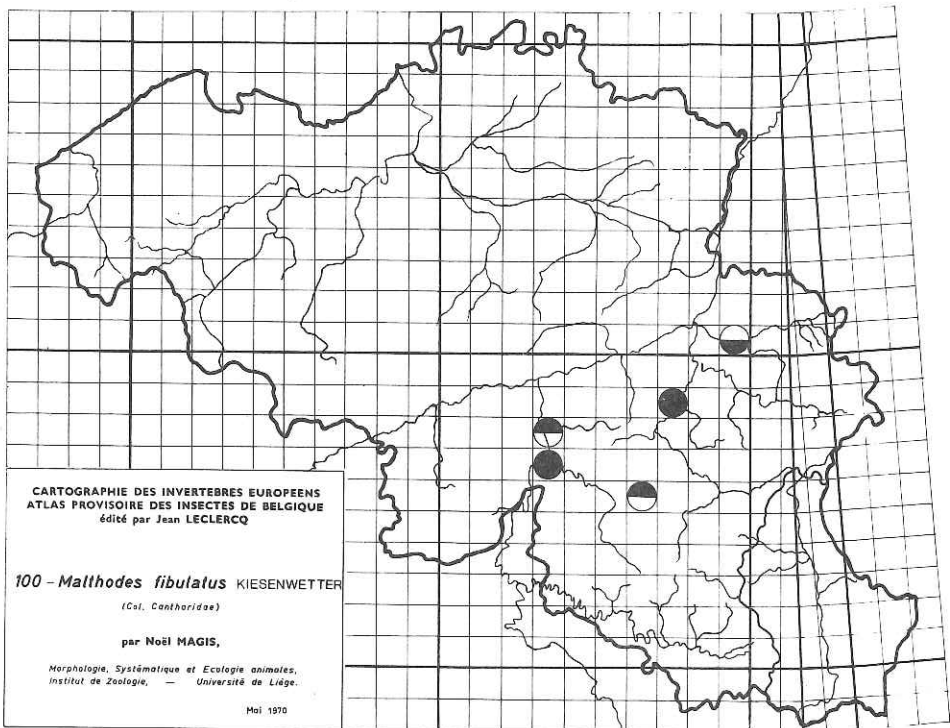 CARTOGRAPHIE DES INVERTEBRES EUROPEENS
ATLAS PROVISOIRE DES INSECTES DE BELGIQUE
édité par Jean LECLERCQ
100 – Malthodes fibulatus KIESENWETTER
(Col. Cantharidae)
par Noël MAGIS,
Morphologie, Systématique et Ecologie animales,
Institut de Zoologie, — Université de Liége.
Mai 1970